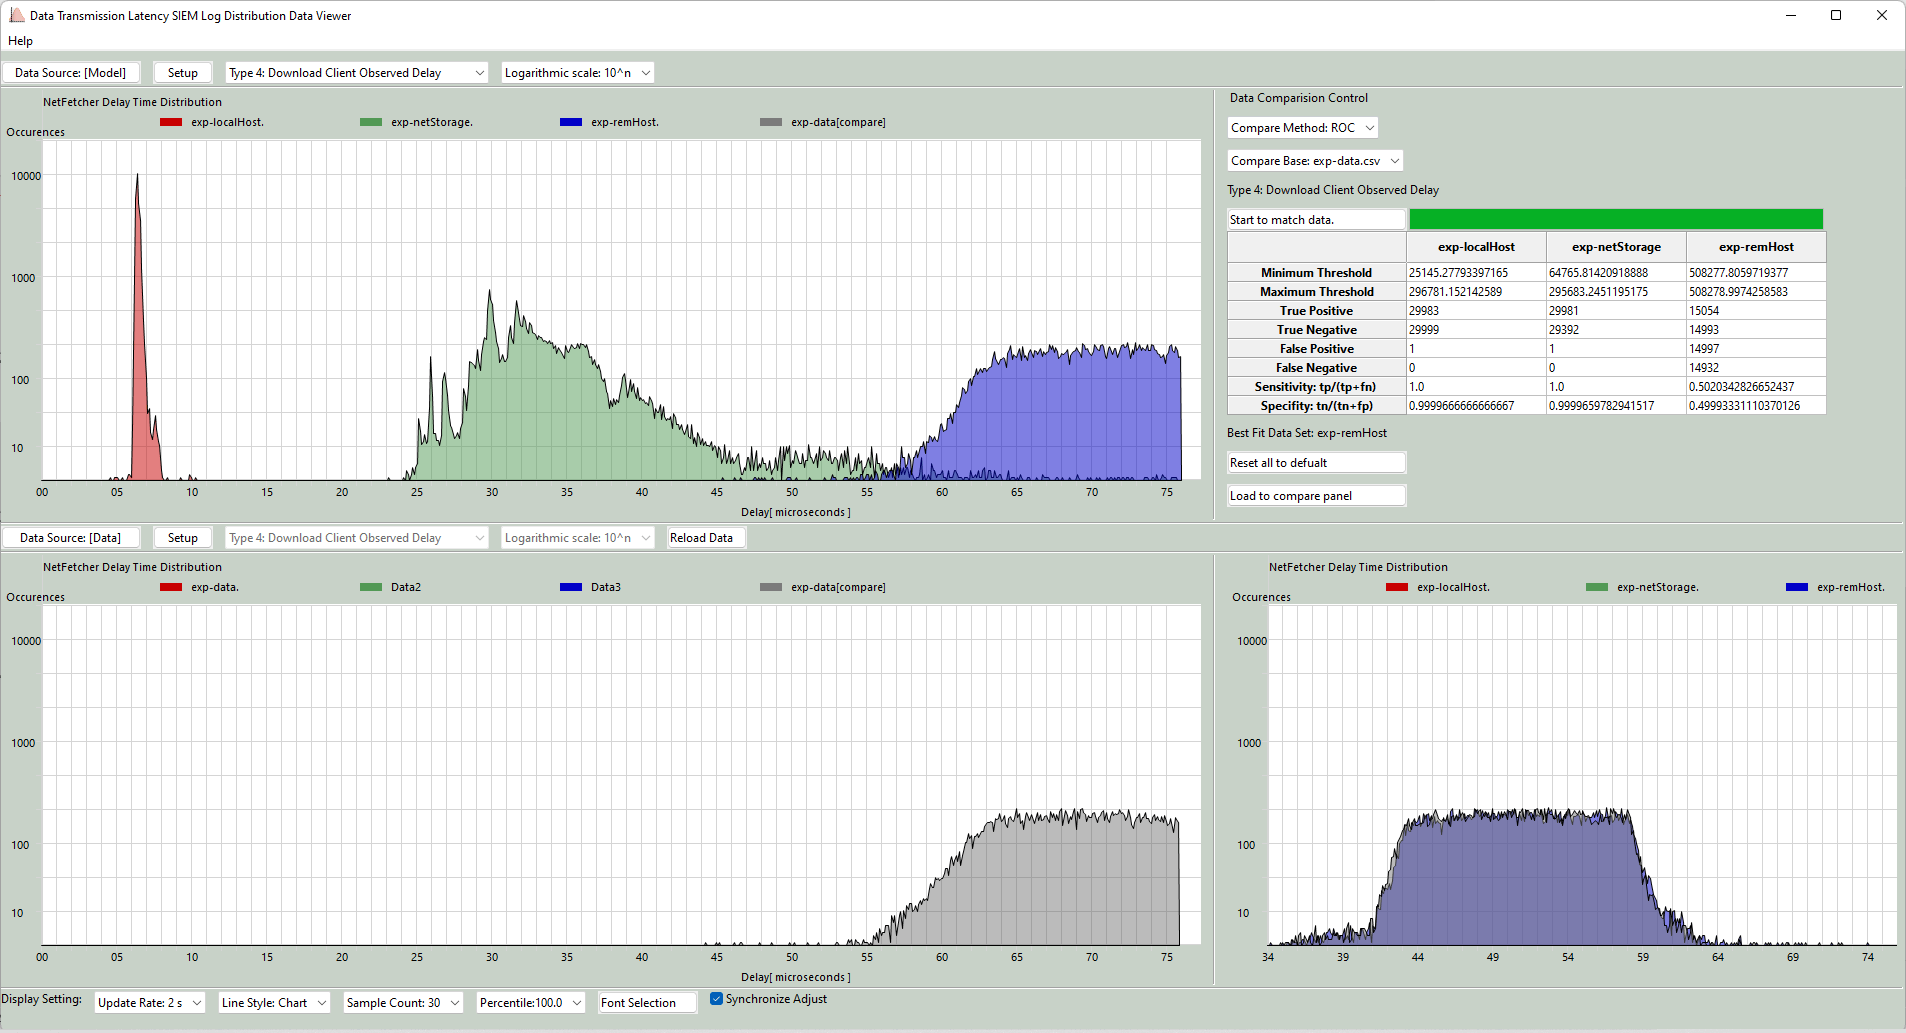 Data Transmission Latency SIEM Log Distribution Data Viewer
Help
Data Source: [Model] Setup Type 4: Download Client Observed Delay Logarithmic scale: 10^n
NetFetcher Delay Time Distribution
exp-localHost. exp-netStorage. exp-remHost. exp-data[compare]
Occurences
10000
1000
100
10
00 05 10 15 20 25 30 35 40 45 50 55 60 65 70 75
Delay[ microseconds ]
Data Comparision Control
Compare Method: ROC
Compare Base: exp-data.csv
Type 4: Download Client Observed Delay
Start to match data.
exp-localHost exp-netStorage exp-remHost
Minimum Threshold 25145.27793397165 64765.81420918888 508277.8059719377
Maximum Threshold 296781.152142589 295683.2451195175 508278.9974258583
True Positive 29983 29981 15054
True Negative 29999 29392 14993
False Positive 1 1 14997
False Negative 0 0 14932
Sensitivity: tp/(tp+fn) 1.0 1.0 0.5020342826652437
Specifity: tn/(tn+fp) 0.9999666666666667 0.9999659782941517 0.49993331110370126
Best Fit Data Set: exp-remHost
Reset all to defualt
Load to compare panel
Data Source: [Data] Setup Type 4: Download Client Observed Delay Logarithmic scale: 10^n Reload Data
NetFetcher Delay Time Distribution
exp-data. Data2 Data3 exp-data[compare]
Occurences
10000
1000
100
10
00 05 10 15 20 25 30 35 40 45 50 55 60 65 70 75
Delay[ microseconds ]
NetFetcher Delay Time Distribution
exp-localHost. exp-netStorage. exp-remHost.
Occurences
10000
1000
100
10
34 39 44 49 54 59 64 69 74
Display Setting: Update Rate: 2 s Line Style: Chart Sample Count: 30 Percentile:100.0 Font Selection Synchronize Adjust